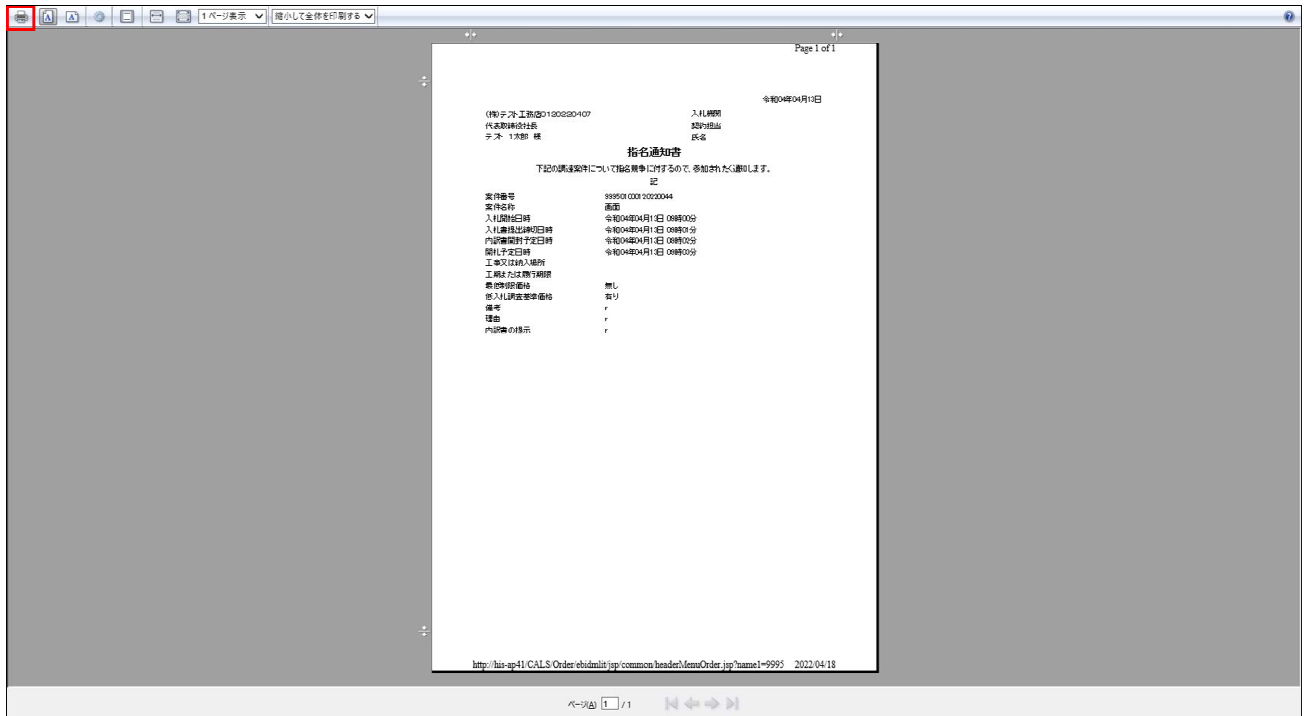 1 ページ表示 縮小して全体を印刷する
Page 1 of 1
令和04年04月13日
(株)テスト工務店0120220407 入札機関
代表取締役社長 契約担当
テスト 1太郎 様 氏名
指名通知書
下記の調達案件について指名競争に付するので、参加されたく通知します。
記
案件番号 999501000120220044
案件名称 画面
入札開始日時 令和04年04月13日 09時00分
入札書提出締切日時 令和04年04月13日 09時01分
内訳書開封予定日時 令和04年04月13日 09時02分
開札予定日時 令和04年04月13日 09時03分
工事又は納入場所
工期または履行期限
最低制限価格 無し
低入札調査基準価格 有り
備考 r
理由 r
内訳書の提示 r
http://his-ap41/CALS/Order/ebidmlit/jsp/common/headerMenuOrder.jsp?name1=9995 2022/04/18
ページ(A) 1 / 1